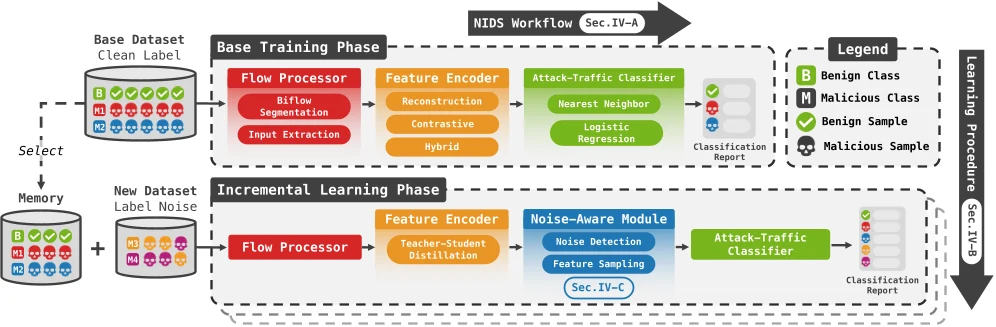 NIDS Workflow Sec.IV-A
Base Dataset
Clean Label
B
M1
M2
Select
Memory
B
M1
M2
New Dataset
Label Noise
M3
M4
Base Training Phase
Flow Processor
Biflow
Segmentation
Input Extraction
Feature Encoder
Reconstruction
Contrastive
Hybrid
Attack-Traffic Classifier
Nearest Neighbor
Logistic
Regression
Classification
Report
Legend
B Benign Class
M Malicious Class
Benign Sample
Malicious Sample
Incremental Learning Phase
Flow Processor
Feature Encoder
Teacher-Student
Distillation
Noise-Aware Module
Noise Detection
Feature Sampling
Sec.IV-C
Attack-Traffic
Classifier
Classification
Report
Learning Procedure Sec.IV-B